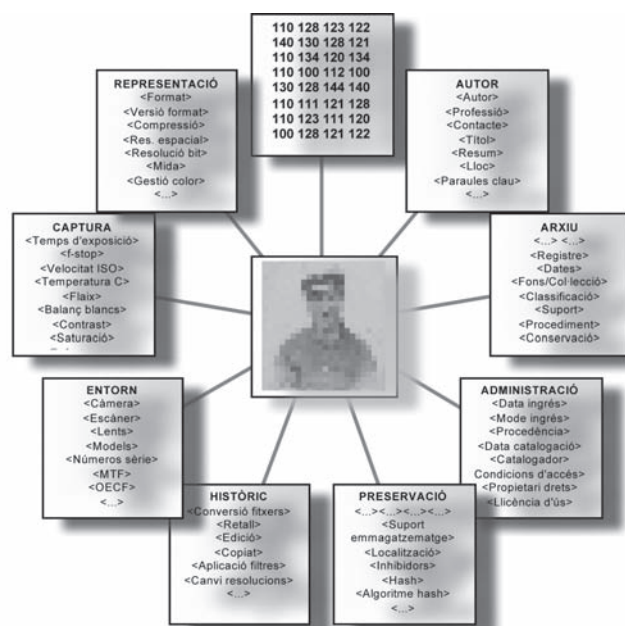 110 128 123 122
140 130 128 121
110 134 120 134
110 100 112 100
130 128 144 140
110 111 121 128
110 123 111 120
100 128 121 122
REPRESENTACIÓ
<Format>
<Versió format>
<Compressió>
<Res. espacial>
<Resolució bit>
<Mida>
<Gestió color>
<...>
AUTOR
<Autor>
<Professió>
<Contacte>
<Títol>
<Resum>
<Lloc>
<Paraules clau>
<...>
CAPTURA
<Temps d'exposició>
<f-stop>
<Velocitat ISO>
<Temperatura C>
<Flaix>
<Balanç blancs>
<Contrast>
<Saturació>
ARXIU
<...> <...>
<Registre>
<Dates>
<Fons/Col·lecció>
<Classificació>
<Suport>
<Procediment>
<Conservació>
ENTORN
<Càmera>
<Escàner>
<Lents>
<Models>
<Números sèrie>
<MTF>
<OECF>
<...>
ADMINISTRACIÓ
<Data ingrés>
<Mode ingrés>
<Procedència>
<Data catalogació>
<Catalogador>
Condicions d'accés>
<Propietari drets>
<Llicència d'ús>
HISTÒRIC
<Conversió fitxers>
<Retall>
<Edició>
<Copiat>
<Aplicació filtres>
<Canvi resolucions>
<...>
PRESERVACIÓ
<...><...><...><...>
<Suport
emmagatzematge>
<Localització>
<Inhibidors>
<Hash>
<Algoritme hash>
<...>